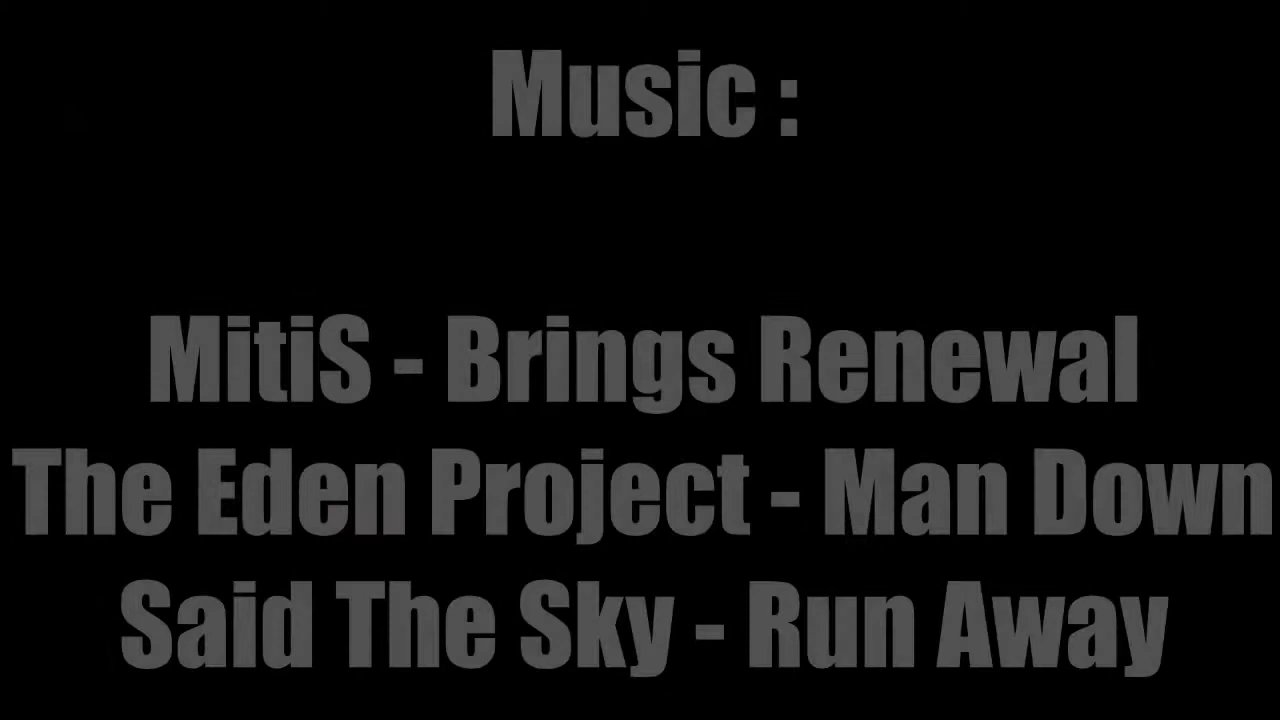 Music :
MitiS - Brings Renewal
The Eden Project - Man Down
Said The Sky - Run Away